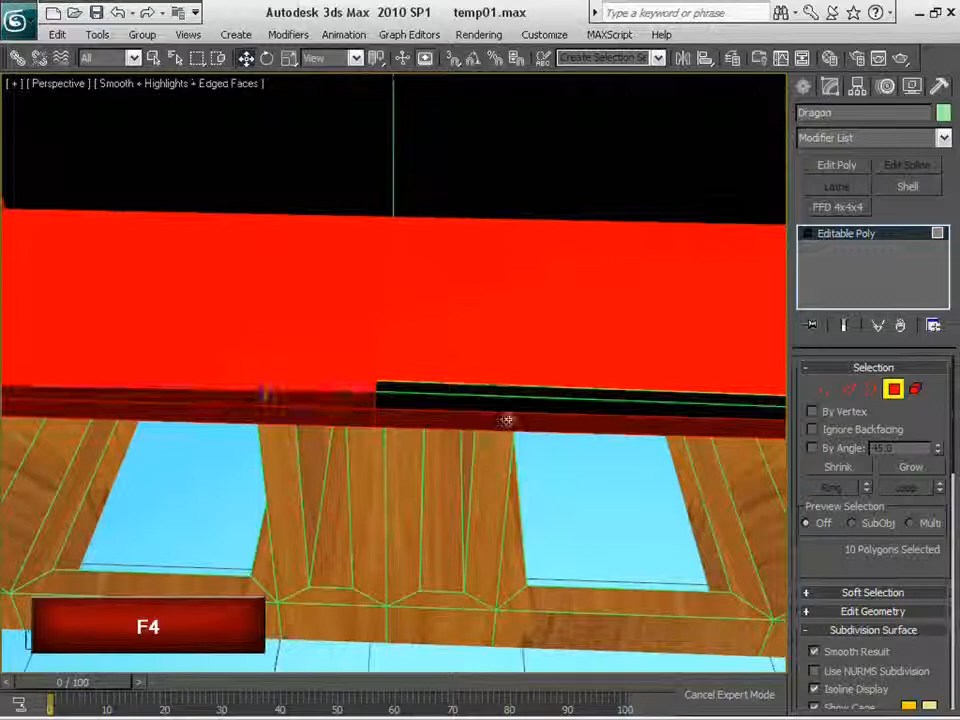 Autodesk 3ds Max 2010 SP1 temp01.max
Type a keyword or phrase
Edit Tools Group Views Create Modifiers Animation Graph Editors Rendering Customize MAXScript Help
All View Create Selection Se
[ + ] [ Perspective ] [ Smooth + Highlights + Edged Faces ]
Dragon
Modifier List
Edit Poly Edit Spline
Lathe Shell
FFD 4x4x4
Editable Poly
- Selection
By Vertex
Ignore Backfacing
By Angle: 45.0
Shrink Grow
Ring Loop
Preview Selection
Off SubObj Multi
10 Polygons Selected
+ Soft Selection
+ Edit Geometry
- Subdivision Surface
Smooth Result
Use NURMS Subdivision
Isoline Display
Show Cage
F4
< 0 / 100 >
Cancel Expert Mode
0 10 20 30 40 50 60 70 80 90 100